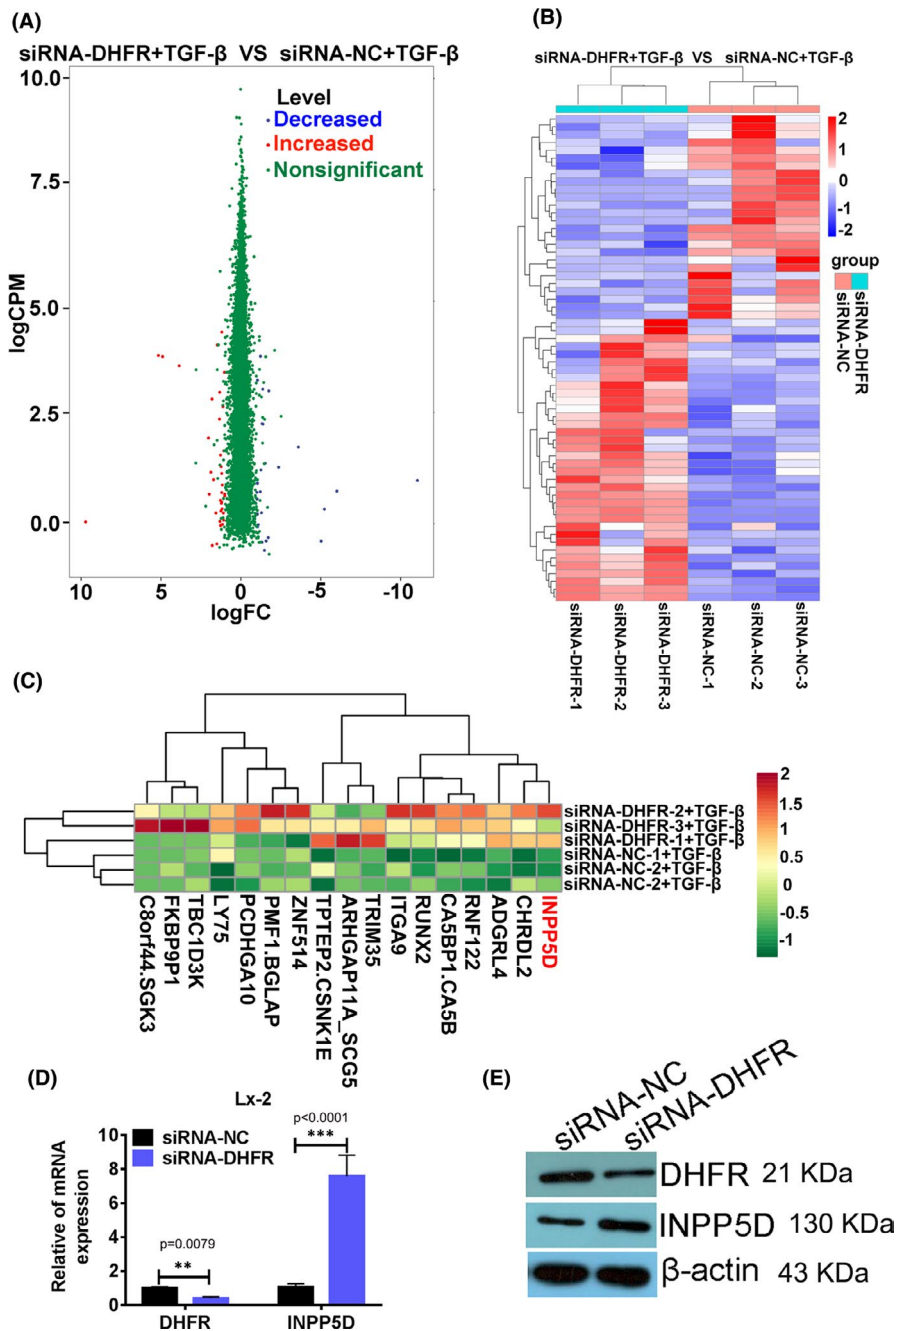 (A)
siRNA-DHFR+TGF-β VS siRNA-NC+TGF-β
10.0
7.5
5.0
2.5
0.0
logCPM
Level
Decreased
Increased
Nonsignificant
10 5 0 -5 -10
logFC
(B)
siRNA-DHFR+TGF-β VS siRNA-NC+TGF-β
2
1
0
-1
-2
group
siRNA-NC
siRNA-DHFR
siRNA-DHFR-1
siRNA-DHFR-2
siRNA-DHFR-3
siRNA-NC-1
siRNA-NC-2
siRNA-NC-3
(C)
siRNA-DHFR-2+TGF-β
siRNA-DHFR-3+TGF-β
siRNA-DHFR-1+TGF-β
siRNA-NC-1+TGF-β
siRNA-NC-2+TGF-β
siRNA-NC-2+TGF-β
2
1.5
1
0.5
0
-0.5
-1
C8orf44.SGK3
FKBP9P1
TBC1D3K
LY75
PCDHGA10
PMF1.BGLAP
ZNF514
TPTEP2.CSNK1E
ARHGAP11A_SCG5
TRIM35
ITGA9
RUNX2
CA5BP1.CA5B
RNF122
ADGRL4
CHRDL2
INPP5D
(D)
Lx-2
Relative of mRNA
expression
10
8
6
4
2
0
siRNA-NC
siRNA-DHFR
p<0.0001
***
p=0.0079
**
DHFR INPP5D
(E)
siRNA-NC
siRNA-DHFR
DHFR 21 KDa
INPP5D 130 KDa
β-actin 43 KDa